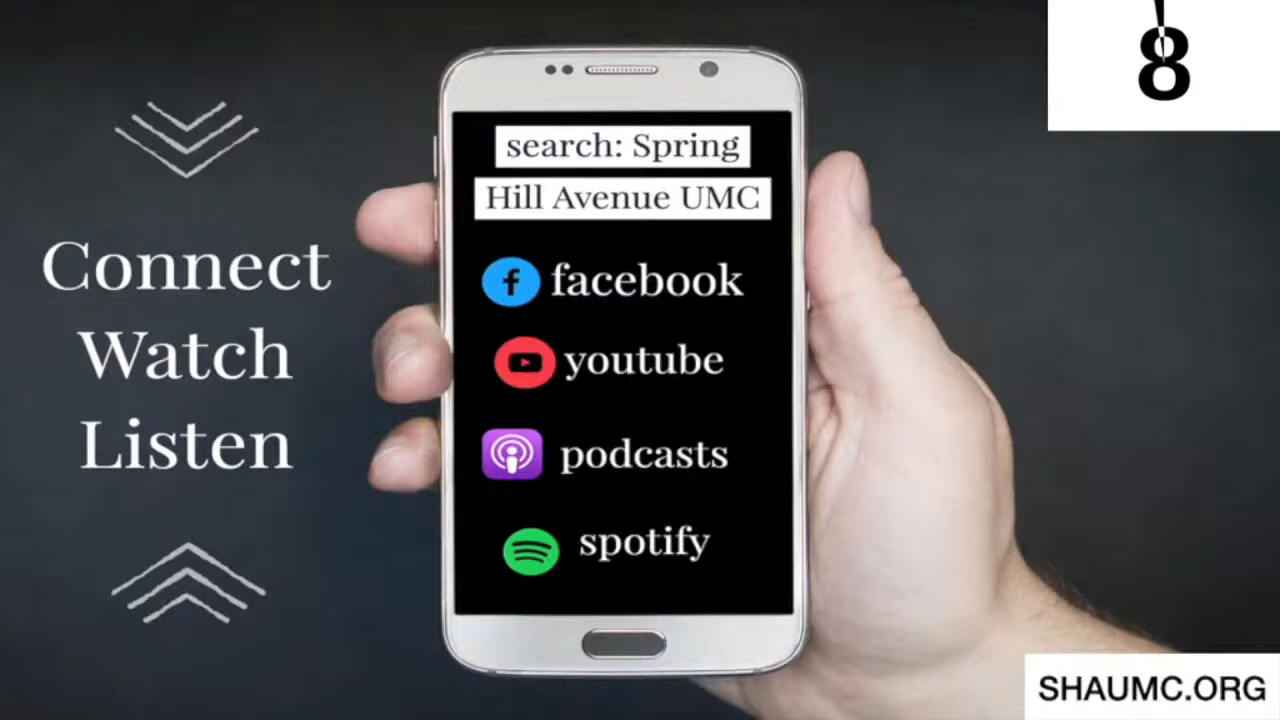 8
search: Spring
Hill Avenue UMC
Connect
Watch
Listen
facebook
youtube
podcasts
spotify
SHAUMC.ORG